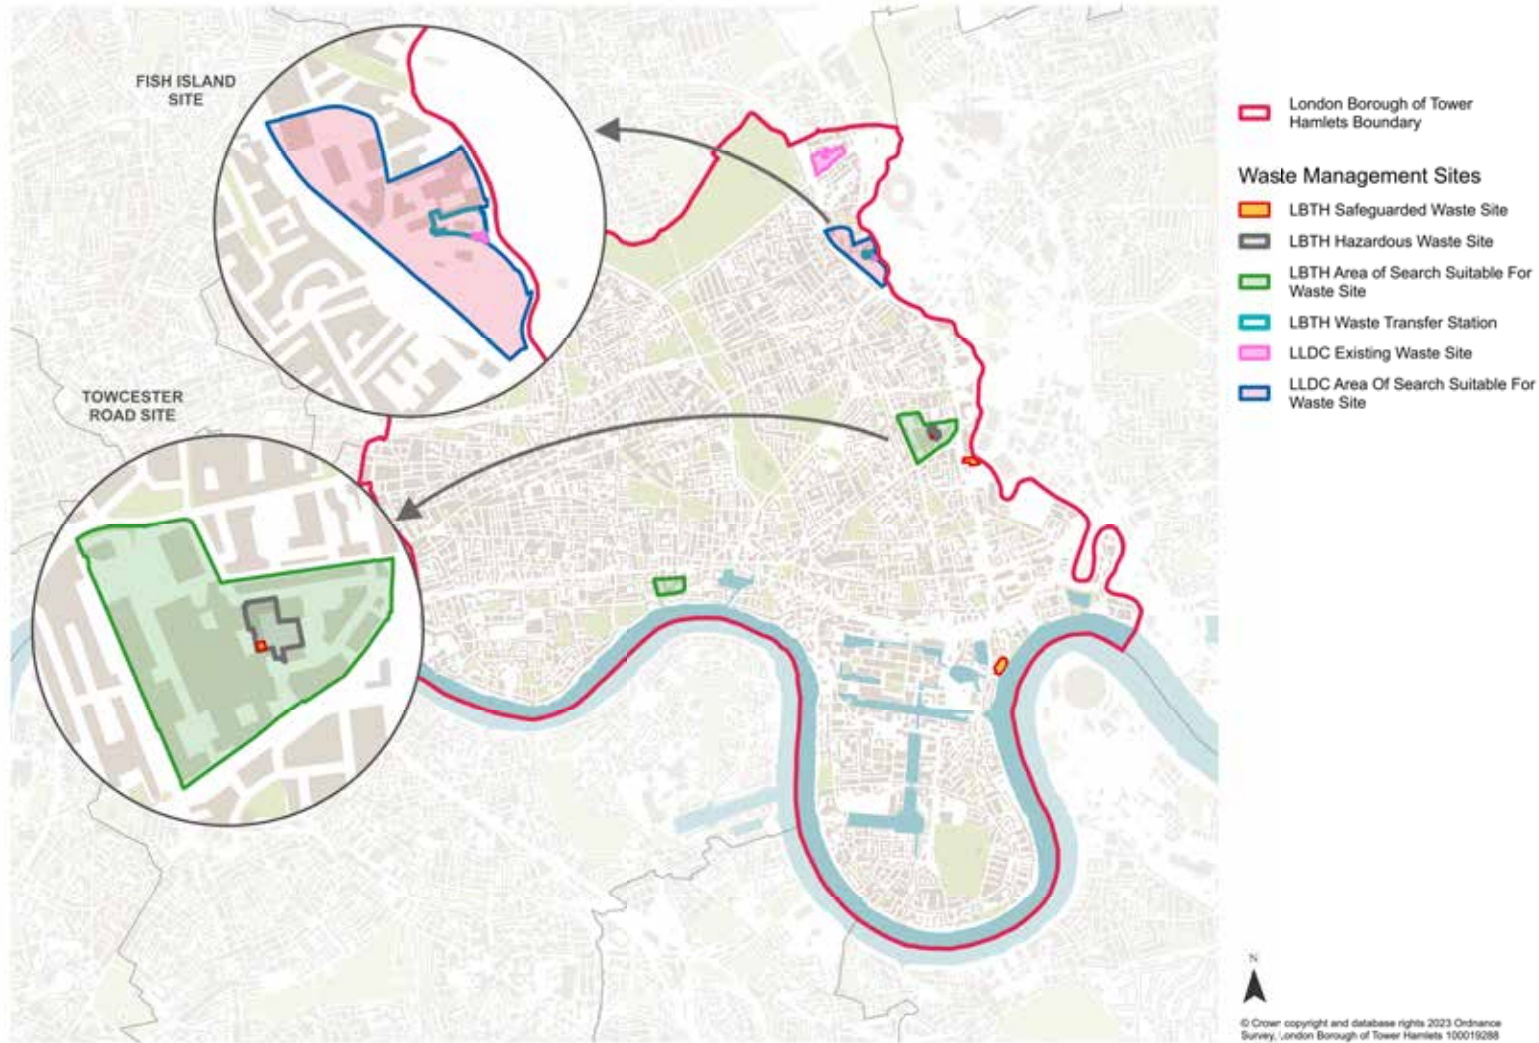 FISH ISLAND
SITE
TOWCESTER
ROAD SITE
London Borough of Tower
Hamlets Boundary
Waste Management Sites
LBTH Safeguarded Waste Site
LBTH Hazardous Waste Site
LBTH Area of Search Suitable For
Waste Site
LBTH Waste Transfer Station
LLDC Existing Waste Site
LLDC Area Of Search Suitable For
Waste Site
N
© Crown copyright and database rights 2023 Ordnance
Survey, London Borough of Tower Hamlets 100019288